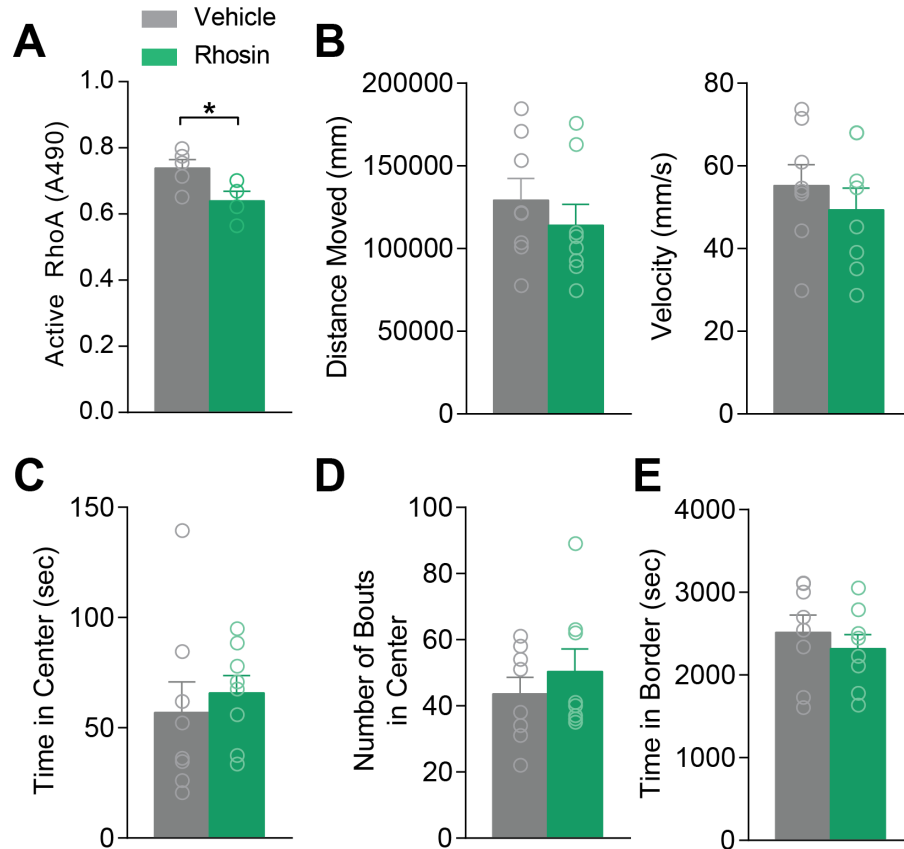 Vehicle
Rhosin
A
Active RhoA (A490)
1.0
0.8
0.6
0.4
0.2
0.0
*
B
Distance Moved (mm)
200000
150000
100000
50000
0
Velocity (mm/s)
80
60
40
20
0
C
Time in Center (sec)
150
100
50
0
D
Number of Bouts
in Center
100
80
60
40
20
0
E
Time in Border (sec)
4000
3000
2000
1000
0